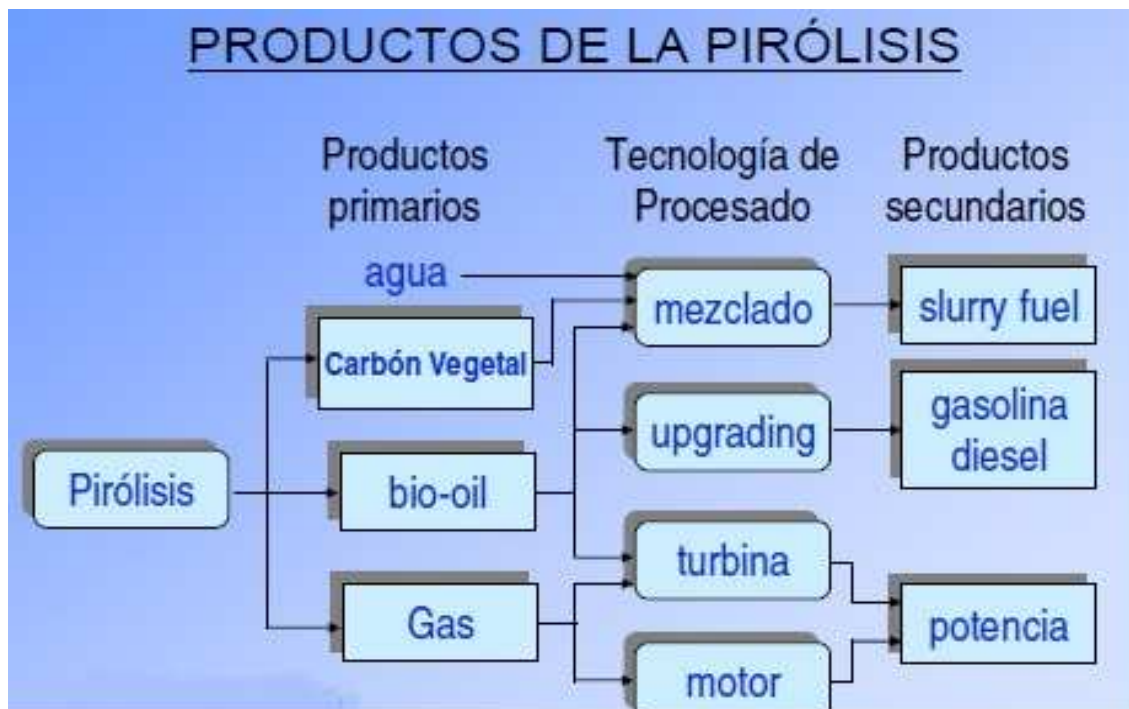 PRODUCTOS DE LA PIRÓLISIS
Productos
primarios
Tecnología de
Procesado
Productos
secundarios
agua
mezclado
slurry fuel
Carbón Vegetal
upgrading
gasolina
diesel
Pirólisis
bio-oil
turbina
Gas
potencia
motor